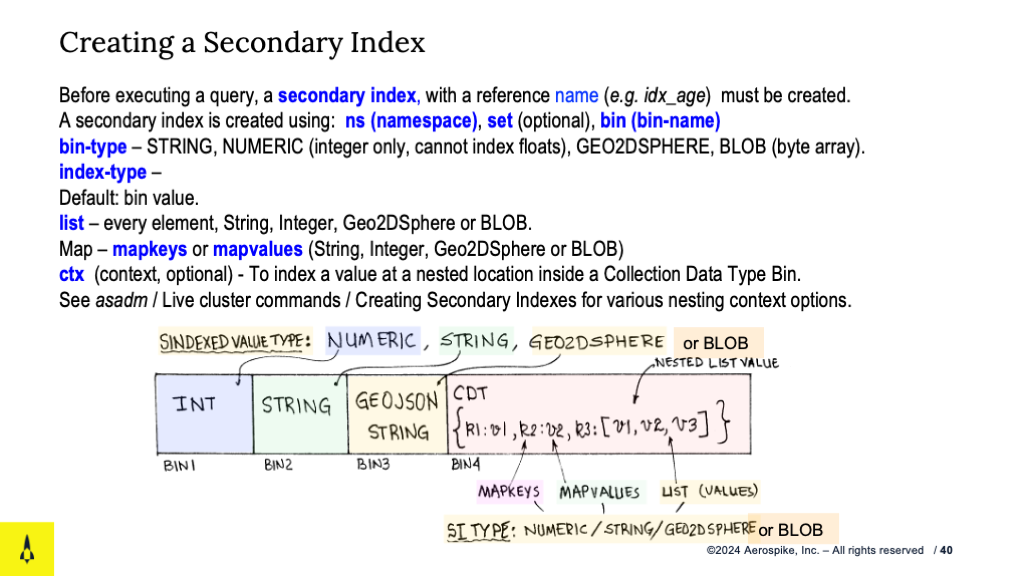 Creating a Secondary Index
Before executing a query, a secondary index, with a reference name (e.g. idx_age) must be created.
A secondary index is created using: ns (namespace), set (optional), bin (bin-name)
bin-type – STRING, NUMERIC (integer only, cannot index floats), GEO2DSPHERE, BLOB (byte array).
index-type –
Default: bin value.
list – every element, String, Integer, Geo2DSphere or BLOB.
Map – mapkeys or mapvalues (String, Integer, Geo2DSphere or BLOB)
ctx (context, optional) - To index a value at a nested location inside a Collection Data Type Bin.
See asadm / Live cluster commands / Creating Secondary Indexes for various nesting context options.
SINDEXED VALUE TYPE: NUMERIC, STRING, GEO2DSPHERE or BLOB
NESTED LIST VALUE
INT
STRING
GEOJSON STRING
CDT
{k1:v1, k2:v2, k3:[v1,v2,v3]}
BIN1 BIN2 BIN3 BIN4
MAPKEYS MAPVALUES LIST (VALUES)
SI TYPE: NUMERIC/STRING/GEO2DSPHERE or BLOB
©2024 Aerospike, Inc. – All rights reserved / 40